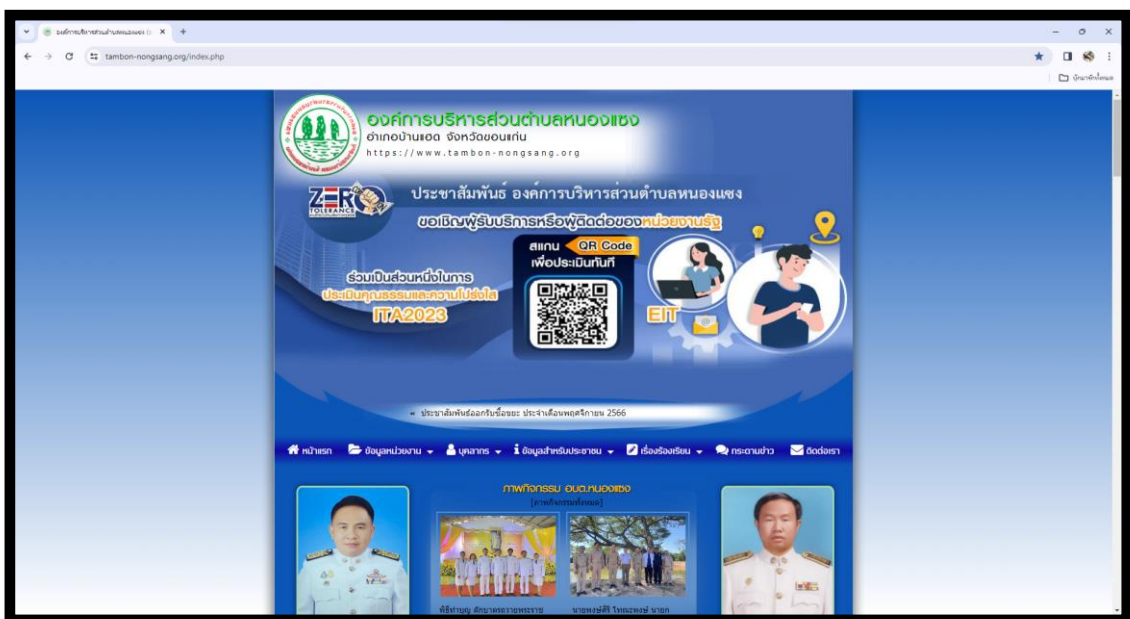 tambon-nongsang.org/index.php
องค์การบริหารส่วนตำบลหนองแซง
อำเภอบ้านแฮด จังหวัดขอนแก่น
https://www.tambon-nongsang.org
ZERO
TOLERANCE
ประชาสัมพันธ์ องค์การบริหารส่วนตำบลหนองแซง
ขอเชิญผู้รับบริการหรือผู้ติดต่อของหน่วยงานรัฐ
สแกน QR Code
เพื่อประเมินทันที
ร่วมเป็นส่วนหนึ่งในการ
ประเมินคุณธรรมและความโปร่งใส
ITA2023
EIT
ประชาสัมพันธ์ออกรับซื้อขยะ ประจำเดือนพฤศจิกายน 2566
หน้าแรก ข้อมูลหน่วยงาน บุคลากร ข้อมูลสำหรับประชาชน เรื่องร้องเรียน กระดานข่าว ติดต่อเรา
ภาพกิจกรรม อบต.หนองแซง
[ภาพกิจกรรมทั้งหมด]